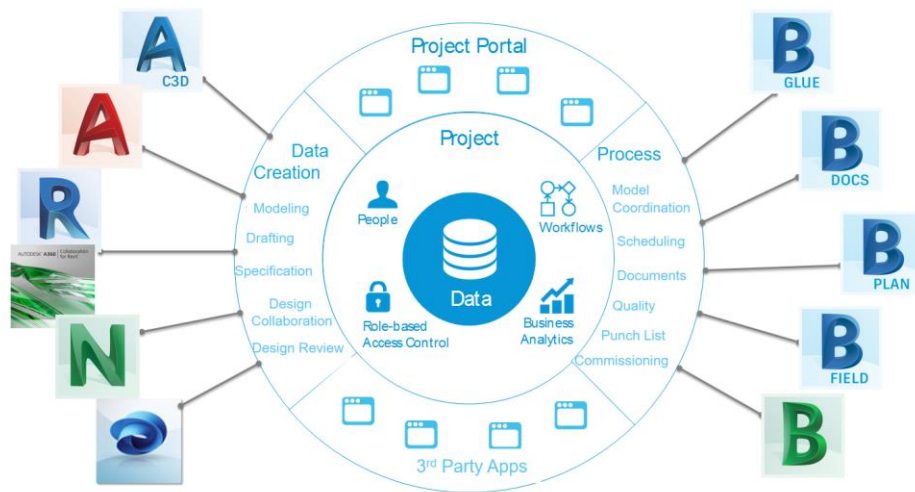 Project Portal
A
C3D
A
R
AUTODESK® A360 | Collaboration
for Revit
N
Data
Creation
Modeling
Drafting
Specification
Design
Collaboration
Design Review
Project
People
Workflows
Data
Role-based
Access Control
Business
Analytics
Process
Model
Coordination
Scheduling
Documents
Quality
Punch List
Commissioning
B
GLUE
B
DOCS
B
PLAN
B
FIELD
B
3rd Party Apps